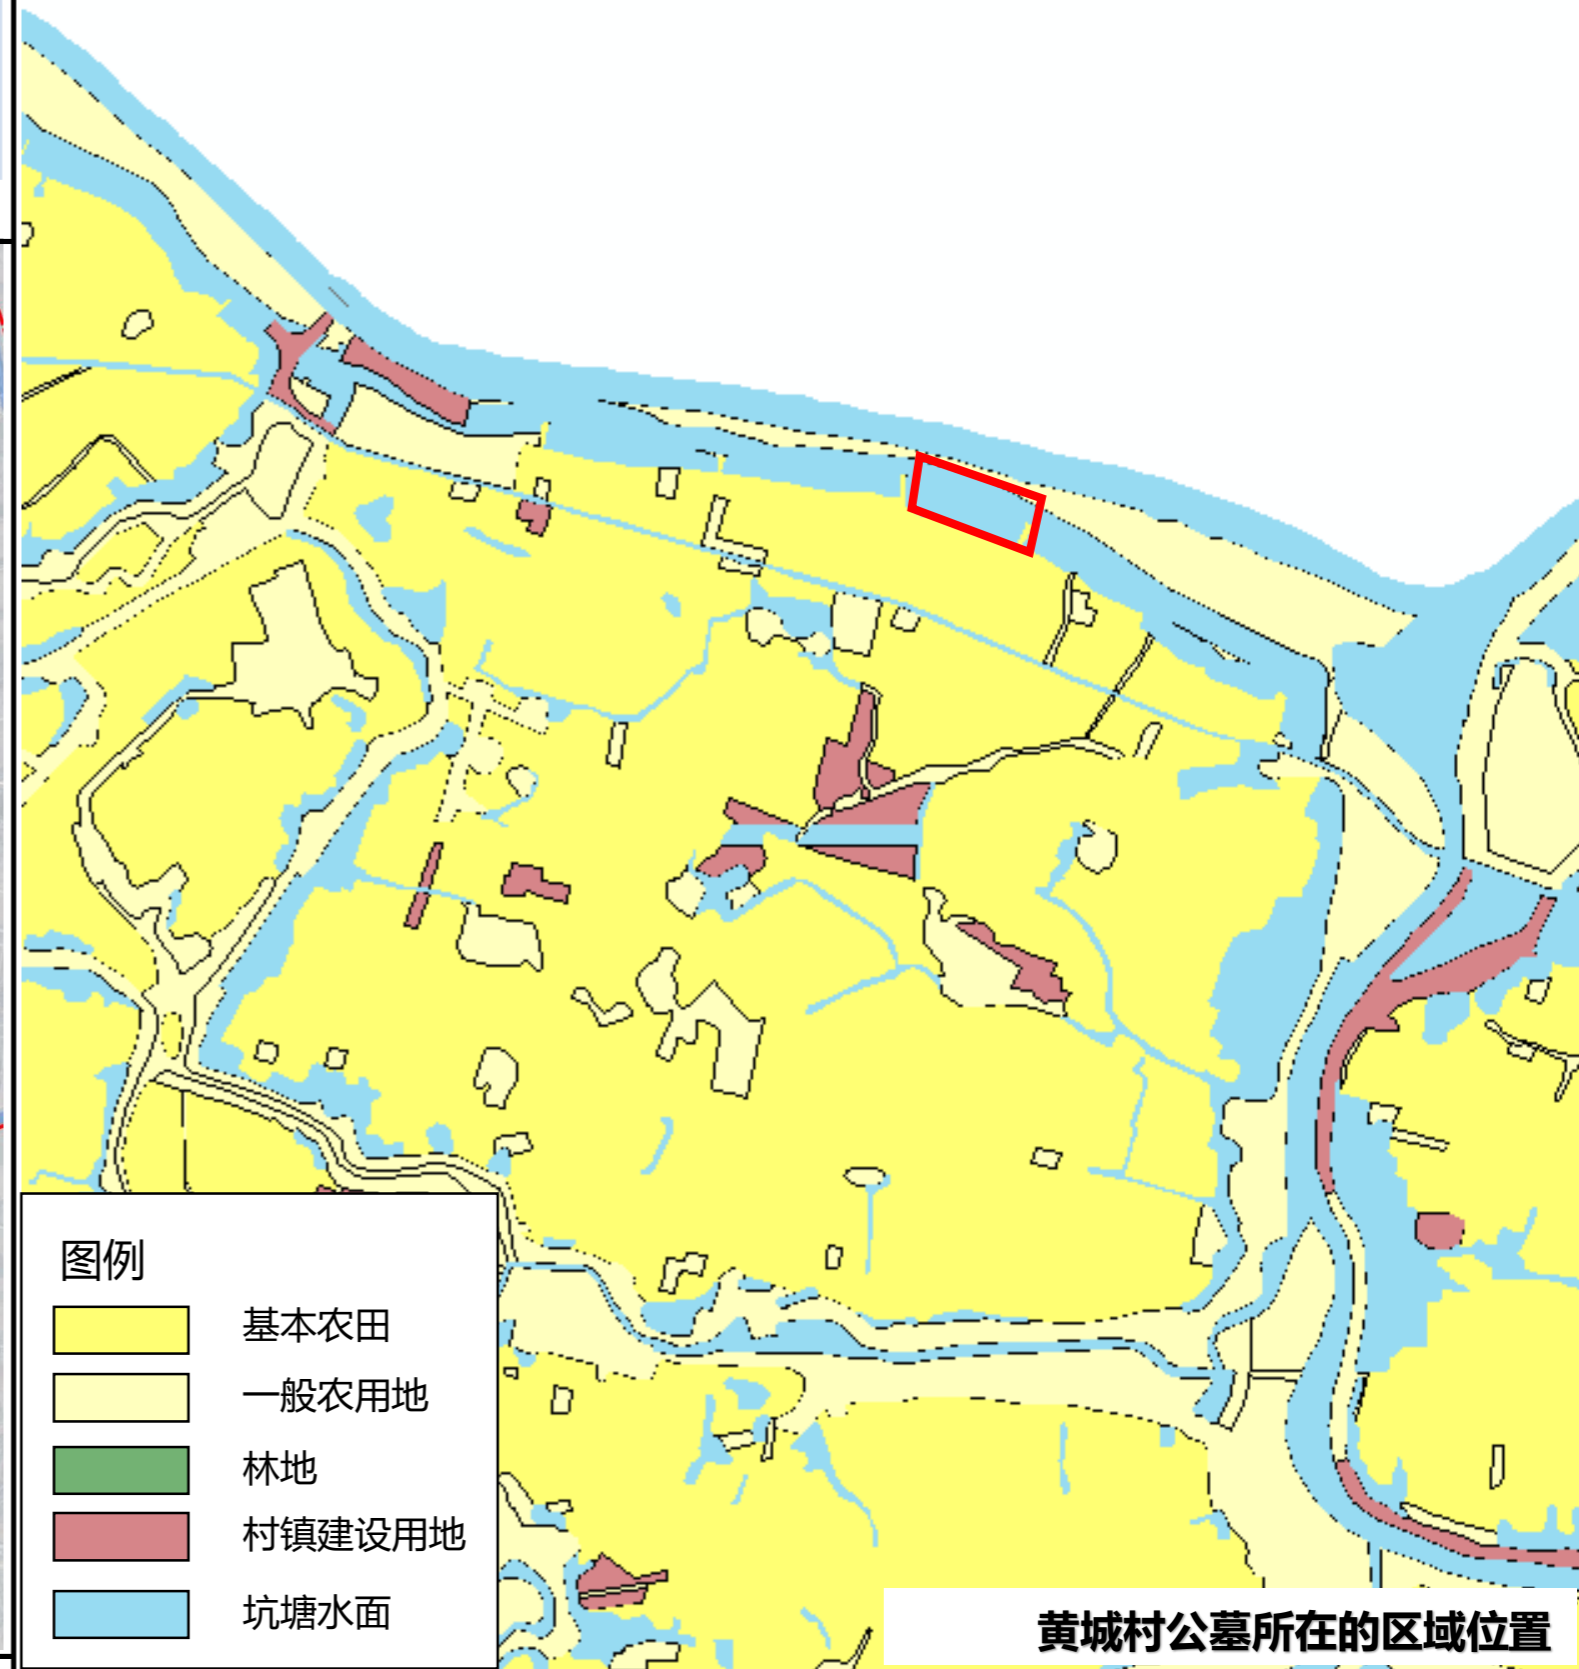 图例
基本农田
一般农用地
林地
村镇建设用地
坑塘水面
黄城村公墓所在的区域位置